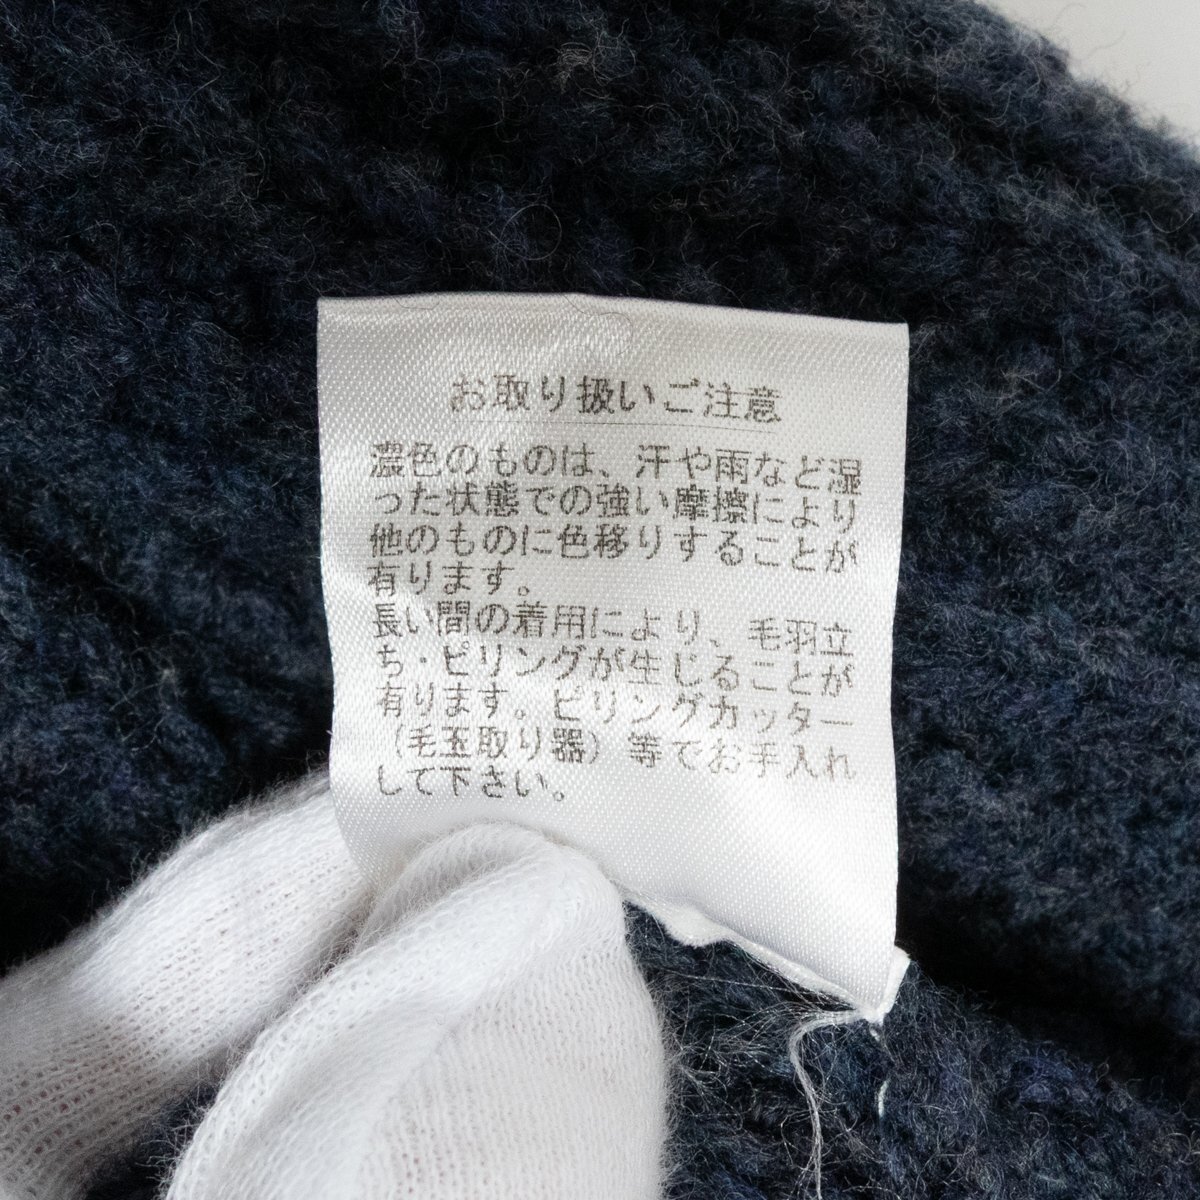 お取り扱いご注意
濃色のものは、汗や雨など湿
った状態での強い摩擦により
他のものに色移りすることが
有ります。
長い間の着用により、毛羽立
ち・ピリングが生じることが
有ります。ピリングカッター
（毛玉取り器）等でお手入れ
して下さい。